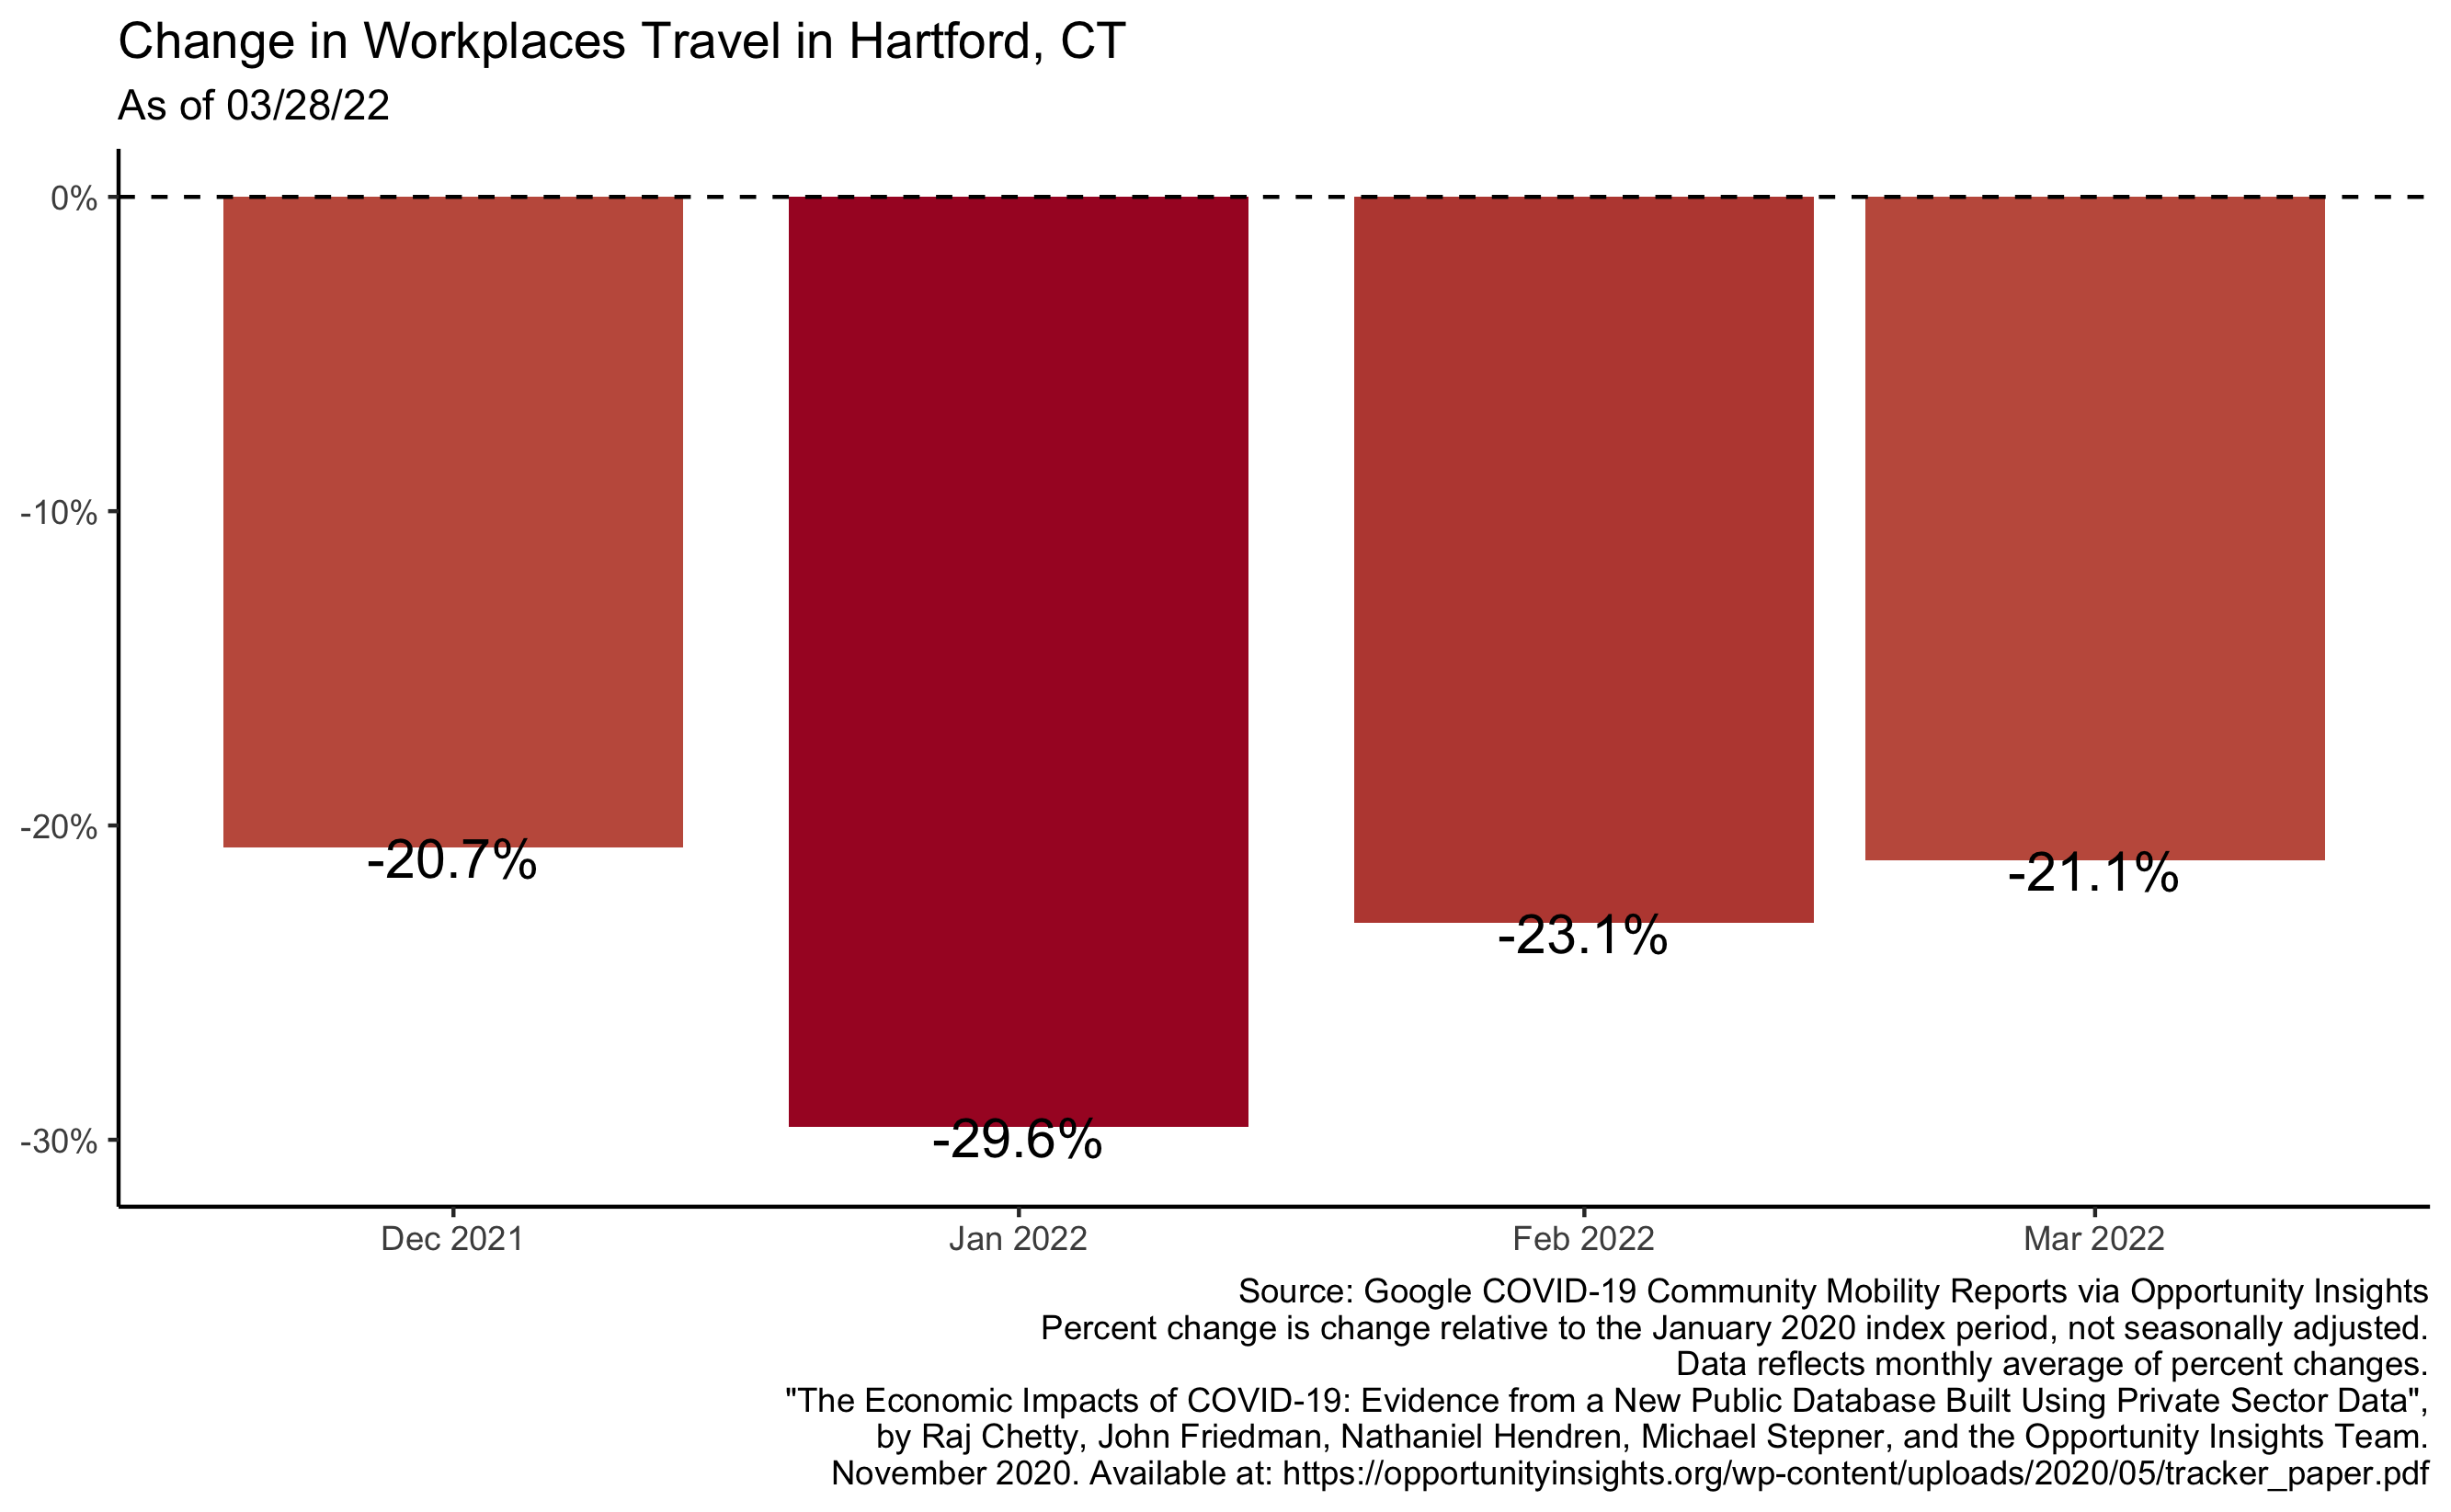 Change in Workplaces Travel in Hartford, CT
As of 03/28/22
0%
-10%
-20%
-30%
-20.7%
-29.6%
-23.1%
-21.1%
Dec 2021
Jan 2022
Feb 2022
Mar 2022
Source: Google COVID-19 Community Mobility Reports via Opportunity Insights
Percent change is change relative to the January 2020 index period, not seasonally adjusted.
Data reflects monthly average of percent changes.
"The Economic Impacts of COVID-19: Evidence from a New Public Database Built Using Private Sector Data",
by Raj Chetty, John Friedman, Nathaniel Hendren, Michael Stepner, and the Opportunity Insights Team.
November 2020. Available at: https://opportunityinsights.org/wp-content/uploads/2020/05/tracker_paper.pdf